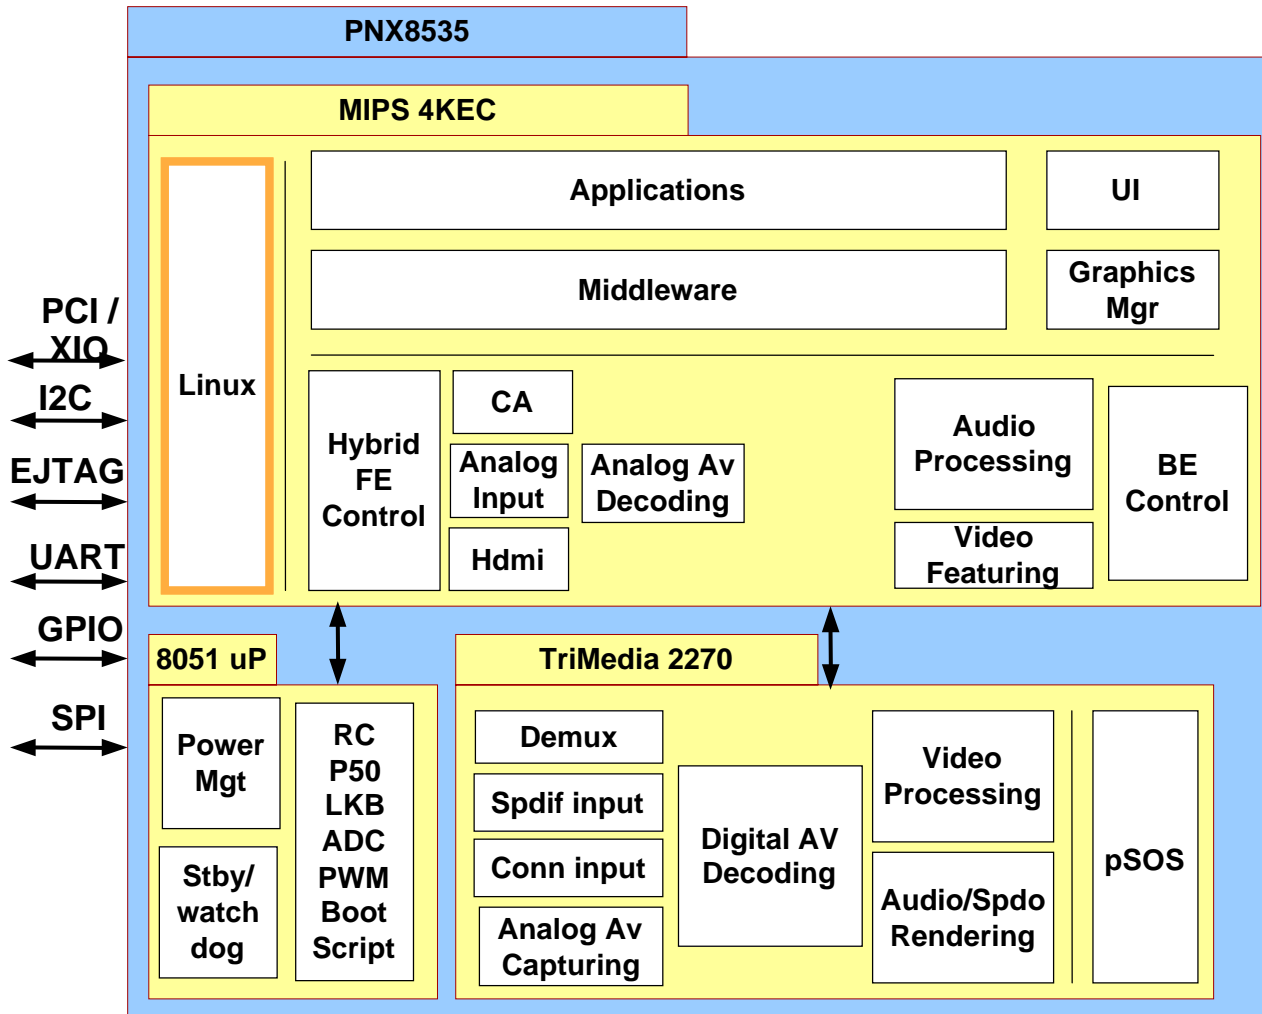 PNX8535
MIPS 4KEC
Applications
UI
Middleware
Graphics
Mgr
PCI /
XIO
I2C
EJTAG
UART
GPIO
SPI
Linux
Hybrid
FE
Control
CA
Analog
Input
Hdmi
Analog Av
Decoding
Audio
Processing
Video
Featuring
BE
Control
8051 uP
Power
Mgt
Stby/
watch
dog
RC
P50
LKB
ADC
PWM
Boot
Script
TriMedia 2270
Demux
Spdif input
Conn input
Analog Av
Capturing
Digital AV
Decoding
Video
Processing
Audio/Spdo
Rendering
pSOS